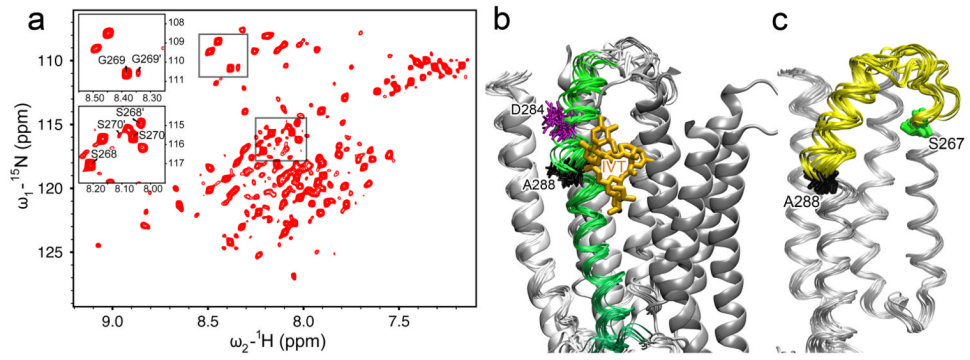 a
b
c
108
109
110
111
G269 G269'
8.50 8.40 8.30
S268'
S270'
S270
S268
115
116
117
8.20 8.10 8.00
110
115
120
125
ω₁-¹⁵N (ppm)
9.0 8.5 8.0 7.5
ω₂-¹H (ppm)
D284
A288
IVT
S267
A288